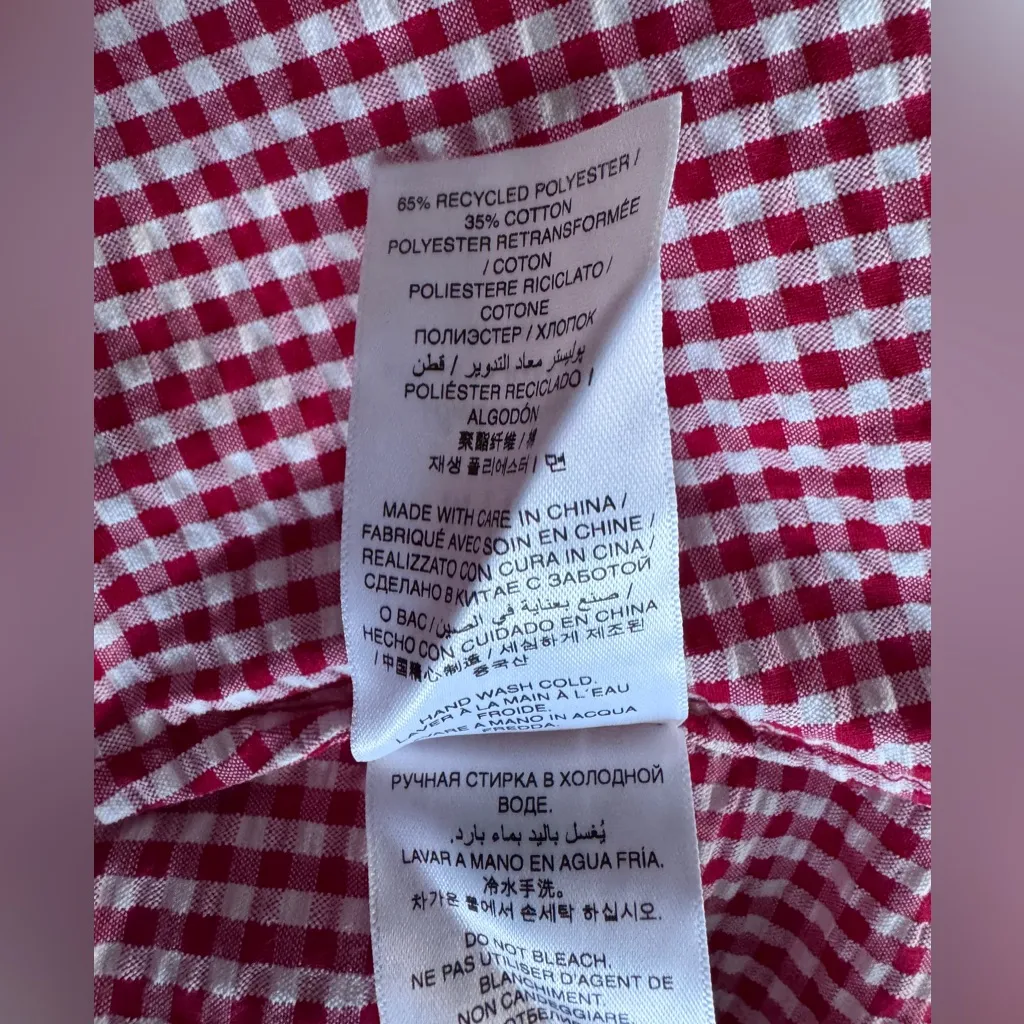 65% RECYCLED POLYESTER /
35% COTTON
POLYESTER RETRANSFORMÉE
/ COTON
POLIESTERE RICICLATO /
COTONE
ПОЛИЭСТЕР / ХЛОПОК
بوليستر معاد التدوير / قطن
POLIÉSTER RECICLADO /
ALGODÓN
聚酯纤维 / 棉
재생 폴리에스터 / 면
MADE WITH CARE IN CHINA /
FABRIQUÉ AVEC SOIN EN CHINE /
REALIZZATO CON CURA IN CINA /
СДЕЛАНО В КИТАЕ С ЗАБОТОЙ
О ВАС / صنع بعناية في الصين /
HECHO CON CUIDADO EN CHINA
/ 中国精心制造 / 세심하게 제조된
중국산
HAND WASH COLD.
LAVER À LA MAIN À L'EAU
FROIDE.
LAVARE A MANO IN ACQUA
FREDDA.
РУЧНАЯ СТИРКА В ХОЛОДНОЙ
ВОДЕ.
يُغسل باليد بماء بارد.
LAVAR A MANO EN AGUA FRÍA.
冷水手洗。
차가운 물에서 손세탁 하십시오.
DO NOT BLEACH.
NE PAS UTILISER D'AGENT DE
BLANCHIMENT.
NON CANDEGGIARE.